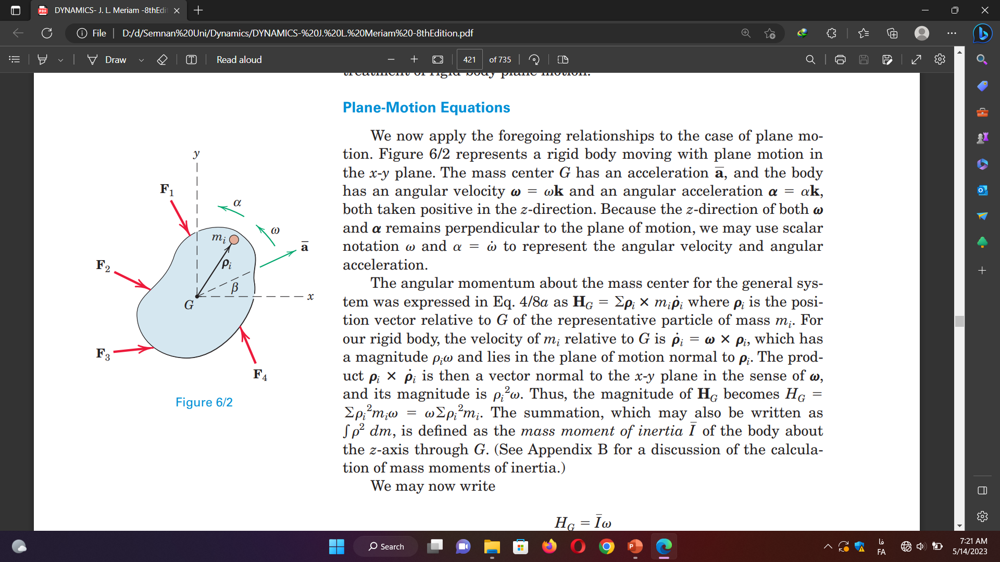 DYNAMICS- J. L. Meriam -8thEdi
File
D:/d/Semnan%20Uni/Dynamics/DYNAMICS-%20J.%20L.%20Meriam%20-8thEdition.pdf
Draw
Read aloud
421 of 735
treatment of rigid-body plane motion.
Plane-Motion Equations
We now apply the foregoing relationships to the case of plane mo-
tion. Figure 6/2 represents a rigid body moving with plane motion in
the x-y plane. The mass center G has an acceleration a̅, and the body
has an angular velocity ω = ωk and an angular acceleration α = αk,
both taken positive in the z-direction. Because the z-direction of both ω
and α remains perpendicular to the plane of motion, we may use scalar
notation ω and α = ω̇ to represent the angular velocity and angular
acceleration.
The angular momentum about the mass center for the general sys-
tem was expressed in Eq. 4/8a as H_G = Σρ_i × m_iρ̇_i where ρ_i is the posi-
tion vector relative to G of the representative particle of mass m_i. For
our rigid body, the velocity of m_i relative to G is ρ̇_i = ω × ρ_i, which has
a magnitude ρ_iω and lies in the plane of motion normal to ρ_i. The prod-
uct ρ_i × ρ̇_i is then a vector normal to the x-y plane in the sense of ω,
and its magnitude is ρ_i²ω. Thus, the magnitude of H_G becomes H_G =
Σρ_i²m_iω = ωΣρ_i²m_i. The summation, which may also be written as
∫ρ² dm, is defined as the mass moment of inertia I̅ of the body about
the z-axis through G. (See Appendix B for a discussion of the calcula-
tion of mass moments of inertia.)
We may now write
H_G = I̅ω
y
F₁
α
ω
m_i
a̅
F₂
ρ_i
β
x
G
F₃
F₄
Figure 6/2
Search
فا
FA
7:21 AM
5/14/2023